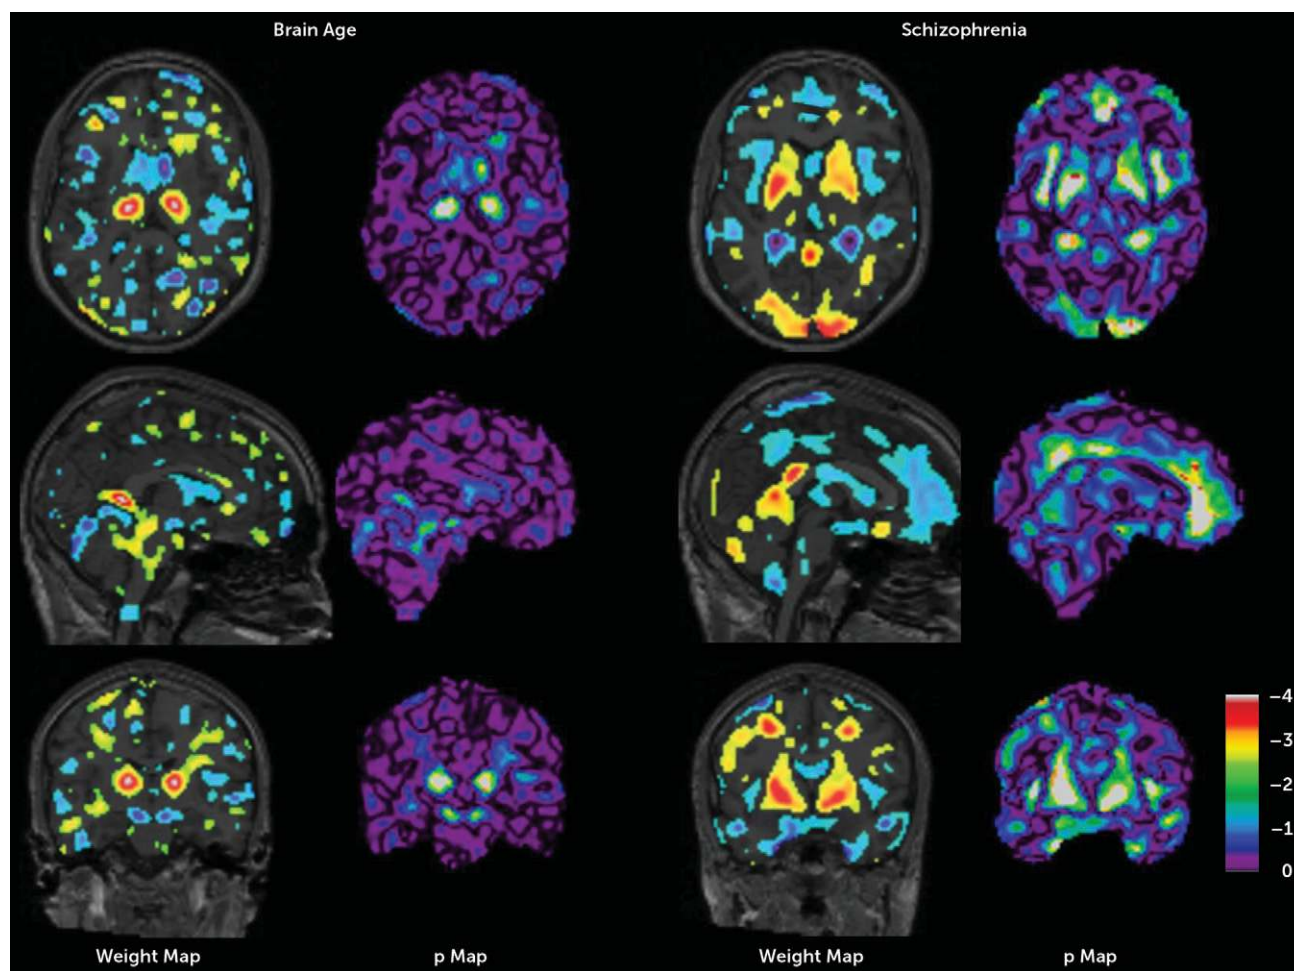 Brain Age
Schizophrenia
–4
–3
–2
–1
0
Weight Map
p Map
Weight Map
p Map